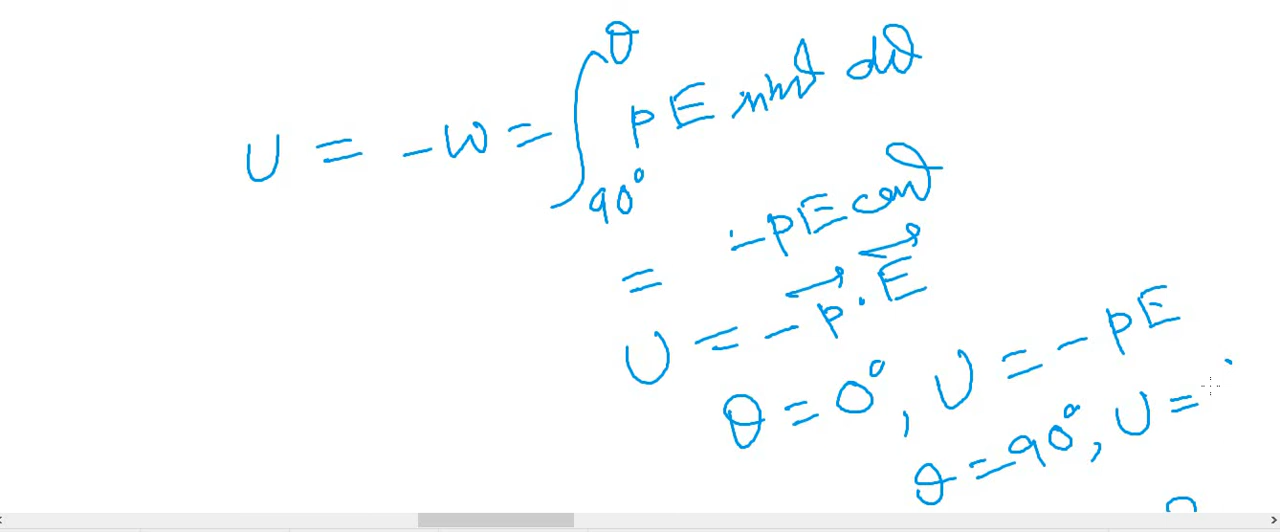 U = -W = ∫_{90°}^{θ} pE sinθ dθ
= -pE cosθ
U = -p⃗ · E⃗
θ = 0°, U = -pE
θ = 90°, U =